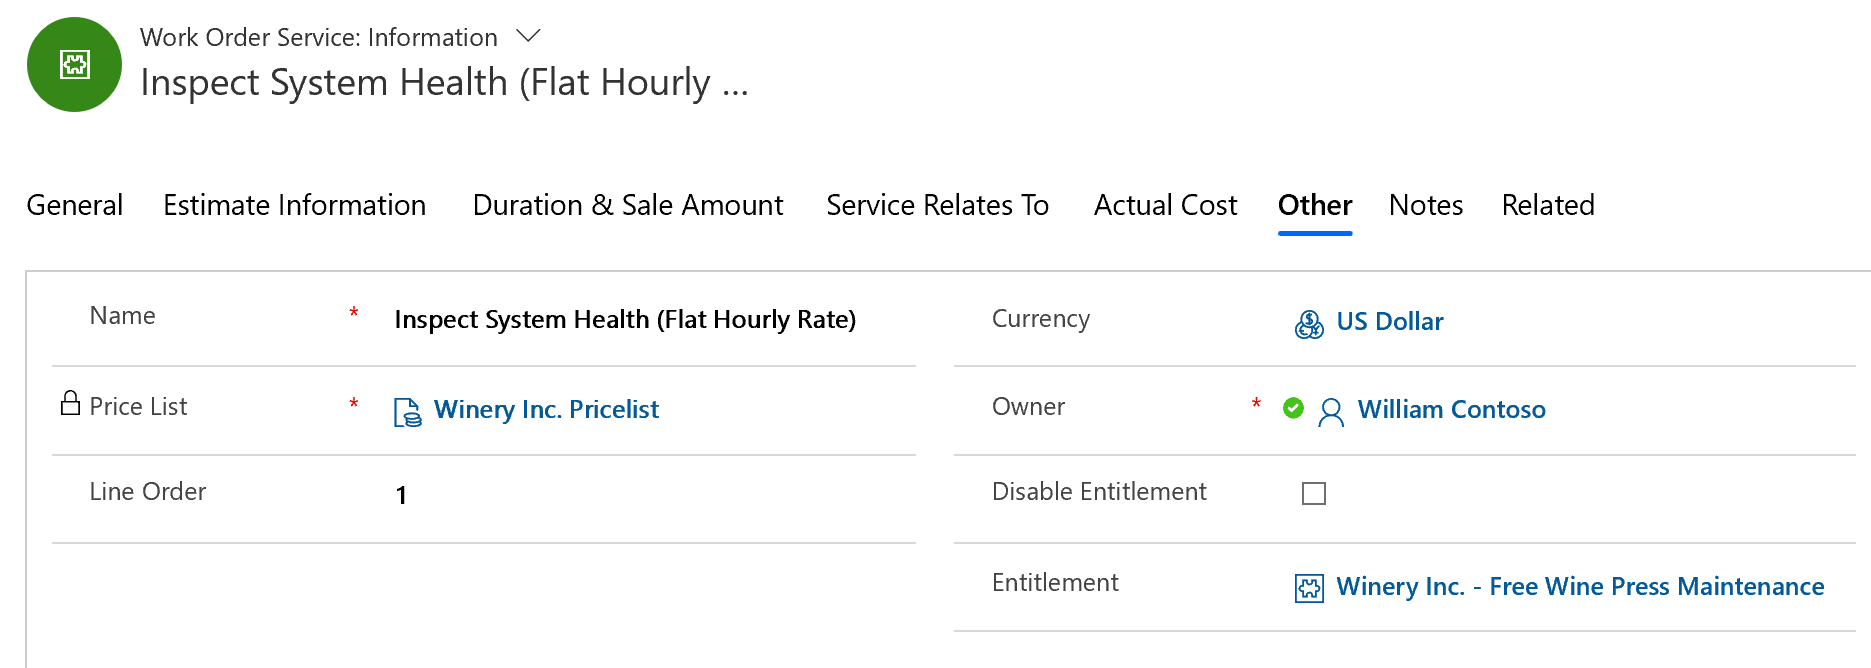 Work Order Service: Information
Inspect System Health (Flat Hourly ...
General Estimate Information Duration & Sale Amount Service Relates To Actual Cost Other Notes Related
Name * Inspect System Health (Flat Hourly Rate)
Currency US Dollar
Price List * Winery Inc. Pricelist
Owner * William Contoso
Line Order 1
Disable Entitlement
Entitlement Winery Inc. - Free Wine Press Maintenance